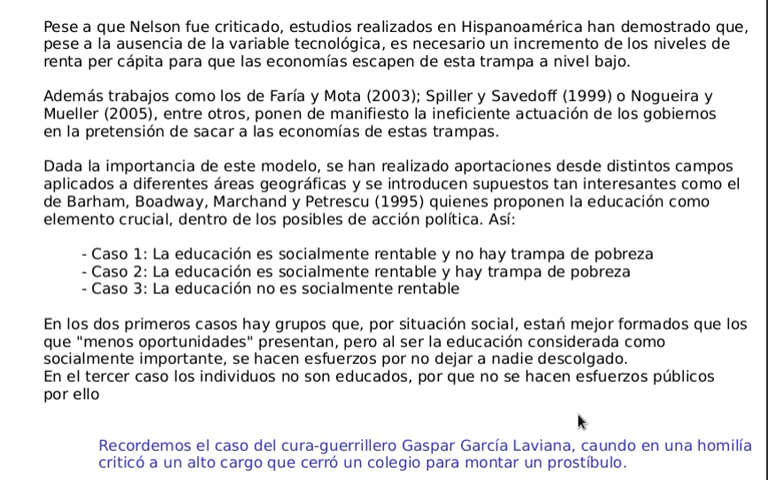 Pese a que Nelson fue criticado, estudios realizados en Hispanoamérica han demostrado que,
pese a la ausencia de la variable tecnológica, es necesario un incremento de los niveles de
renta per cápita para que las economías escapen de esta trampa a nivel bajo.
Además trabajos como los de Faría y Mota (2003); Spiller y Savedoff (1999) o Nogueira y
Mueller (2005), entre otros, ponen de manifiesto la ineficiente actuación de los gobiernos
en la pretensión de sacar a las economías de estas trampas.
Dada la importancia de este modelo, se han realizado aportaciones desde distintos campos
aplicados a diferentes áreas geográficas y se introducen supuestos tan interesantes como el
de Barham, Boadway, Marchand y Petrescu (1995) quienes proponen la educación como
elemento crucial, dentro de los posibles de acción política. Así:
- Caso 1: La educación es socialmente rentable y no hay trampa de pobreza
- Caso 2: La educación es socialmente rentable y hay trampa de pobreza
- Caso 3: La educación no es socialmente rentable
En los dos primeros casos hay grupos que, por situación social, estań mejor formados que los
que "menos oportunidades" presentan, pero al ser la educación considerada como
socialmente importante, se hacen esfuerzos por no dejar a nadie descolgado.
En el tercer caso los individuos no son educados, por que no se hacen esfuerzos públicos
por ello
Recordemos el caso del cura-guerrillero Gaspar García Laviana, caundo en una homilía
criticó a un alto cargo que cerró un colegio para montar un prostíbulo.